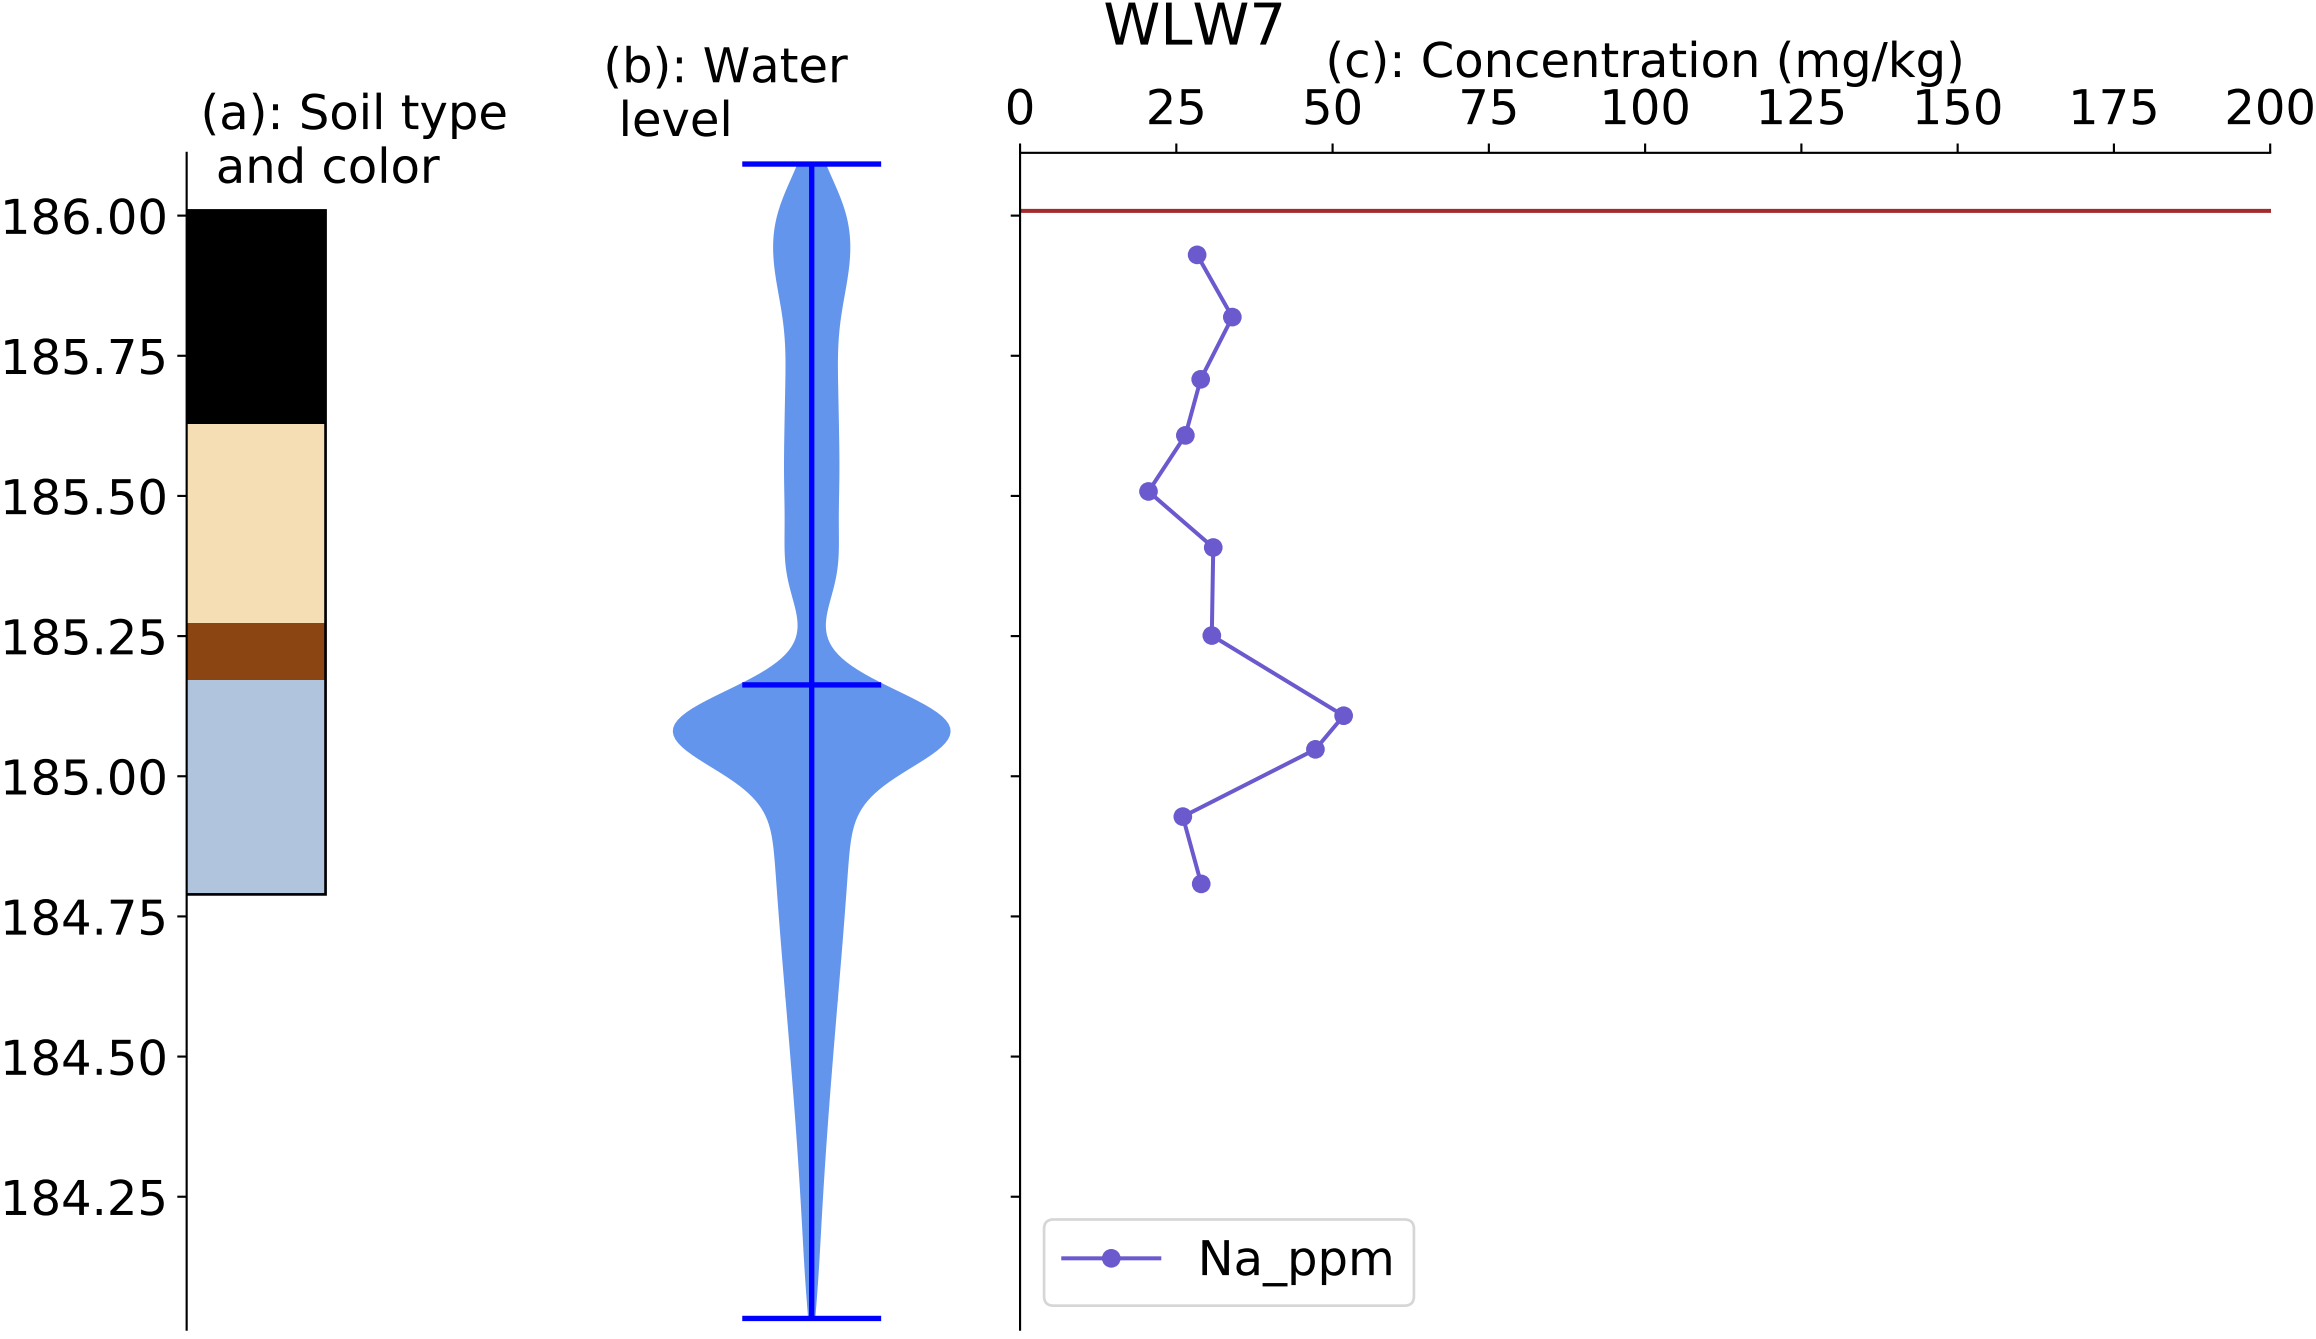 WLW7
(a): Soil type
and color
(b): Water
level
(c): Concentration (mg/kg)
0 25 50 75 100 125 150 175 200
186.00
185.75
185.50
185.25
185.00
184.75
184.50
184.25
Na_ppm